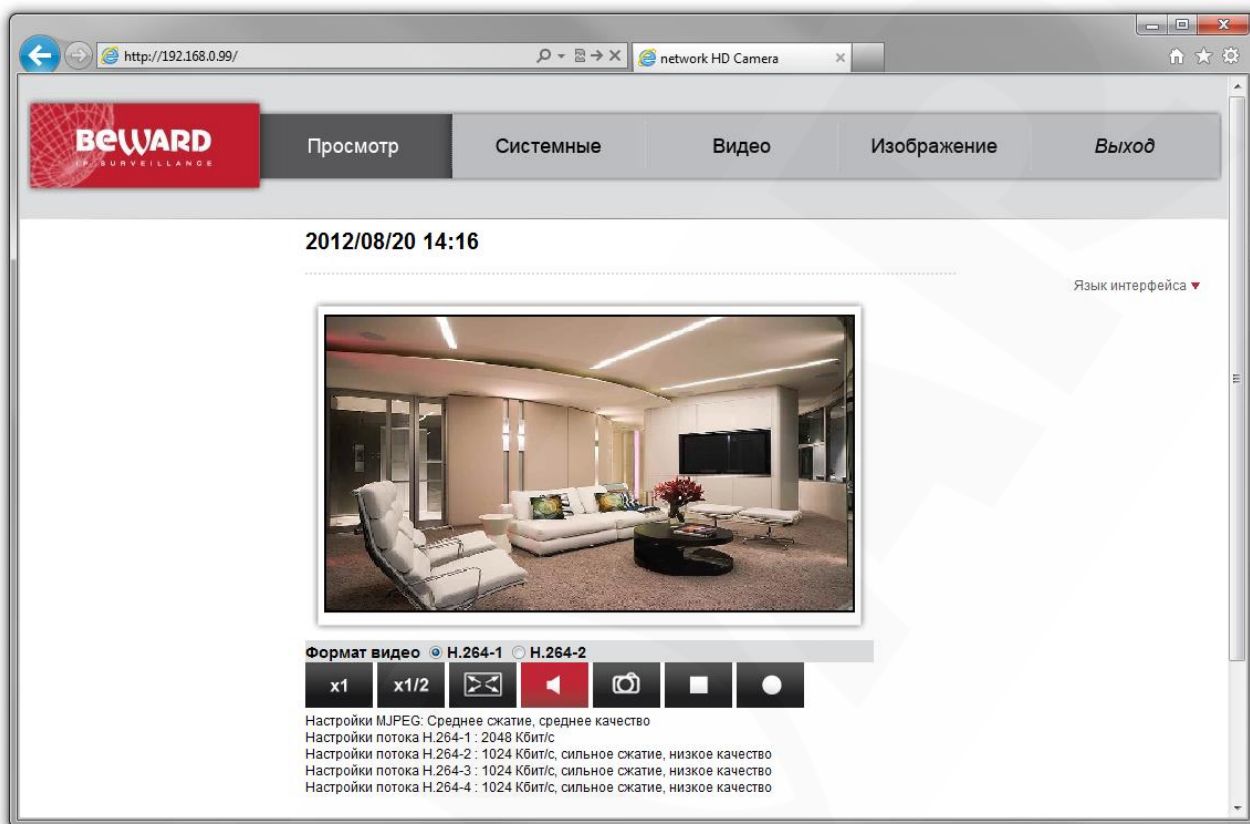 http://192.168.0.99/
network HD Camera
BEWARD
IP SURVEILLANCE
Просмотр
Системные
Видео
Изображение
Выход
2012/08/20 14:16
Язык интерфейса
Формат видео H.264-1 H.264-2
x1 x1/2
Настройки MJPEG: Среднее сжатие, среднее качество
Настройки потока H.264-1 : 2048 Кбит/с
Настройки потока H.264-2 : 1024 Кбит/с, сильное сжатие, низкое качество
Настройки потока H.264-3 : 1024 Кбит/с, сильное сжатие, низкое качество
Настройки потока H.264-4 : 1024 Кбит/с, сильное сжатие, низкое качество